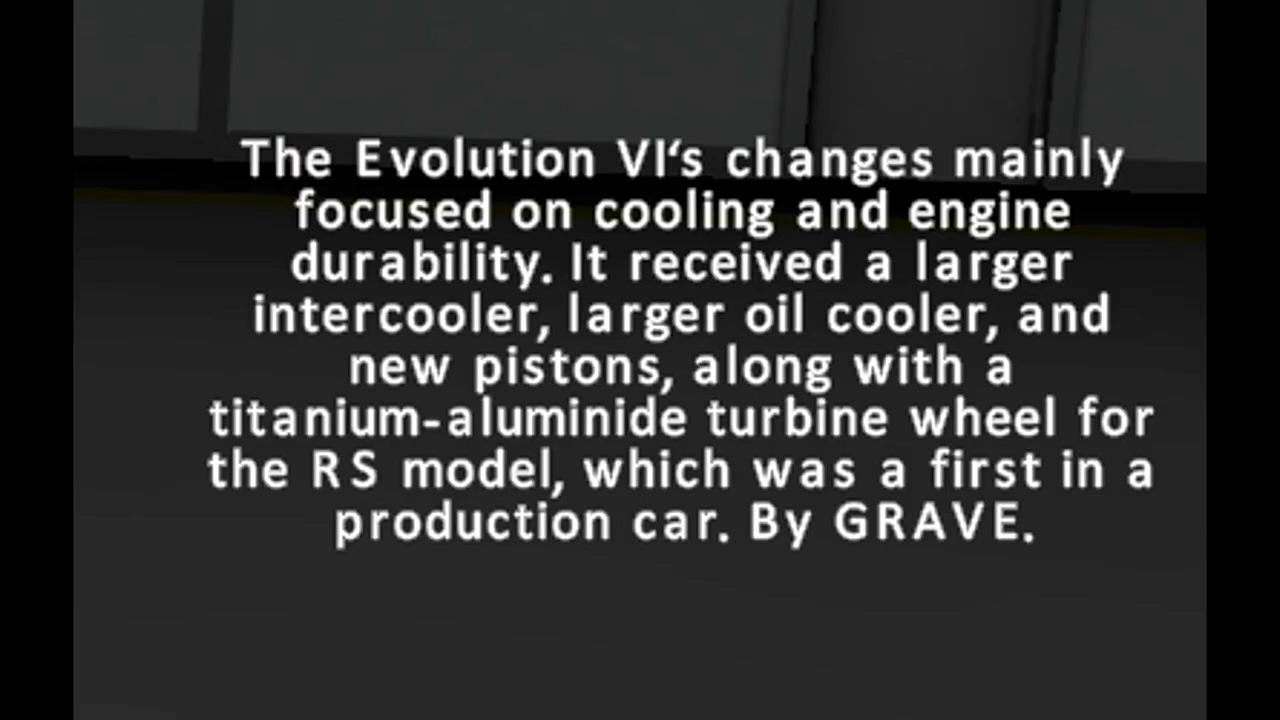 The Evolution VI‘s changes mainly
focused on cooling and engine
durability. It received a larger
intercooler, larger oil cooler, and
new pistons, along with a
titanium-aluminide turbine wheel for
the RS model, which was a first in a
production car. By GRAVE.